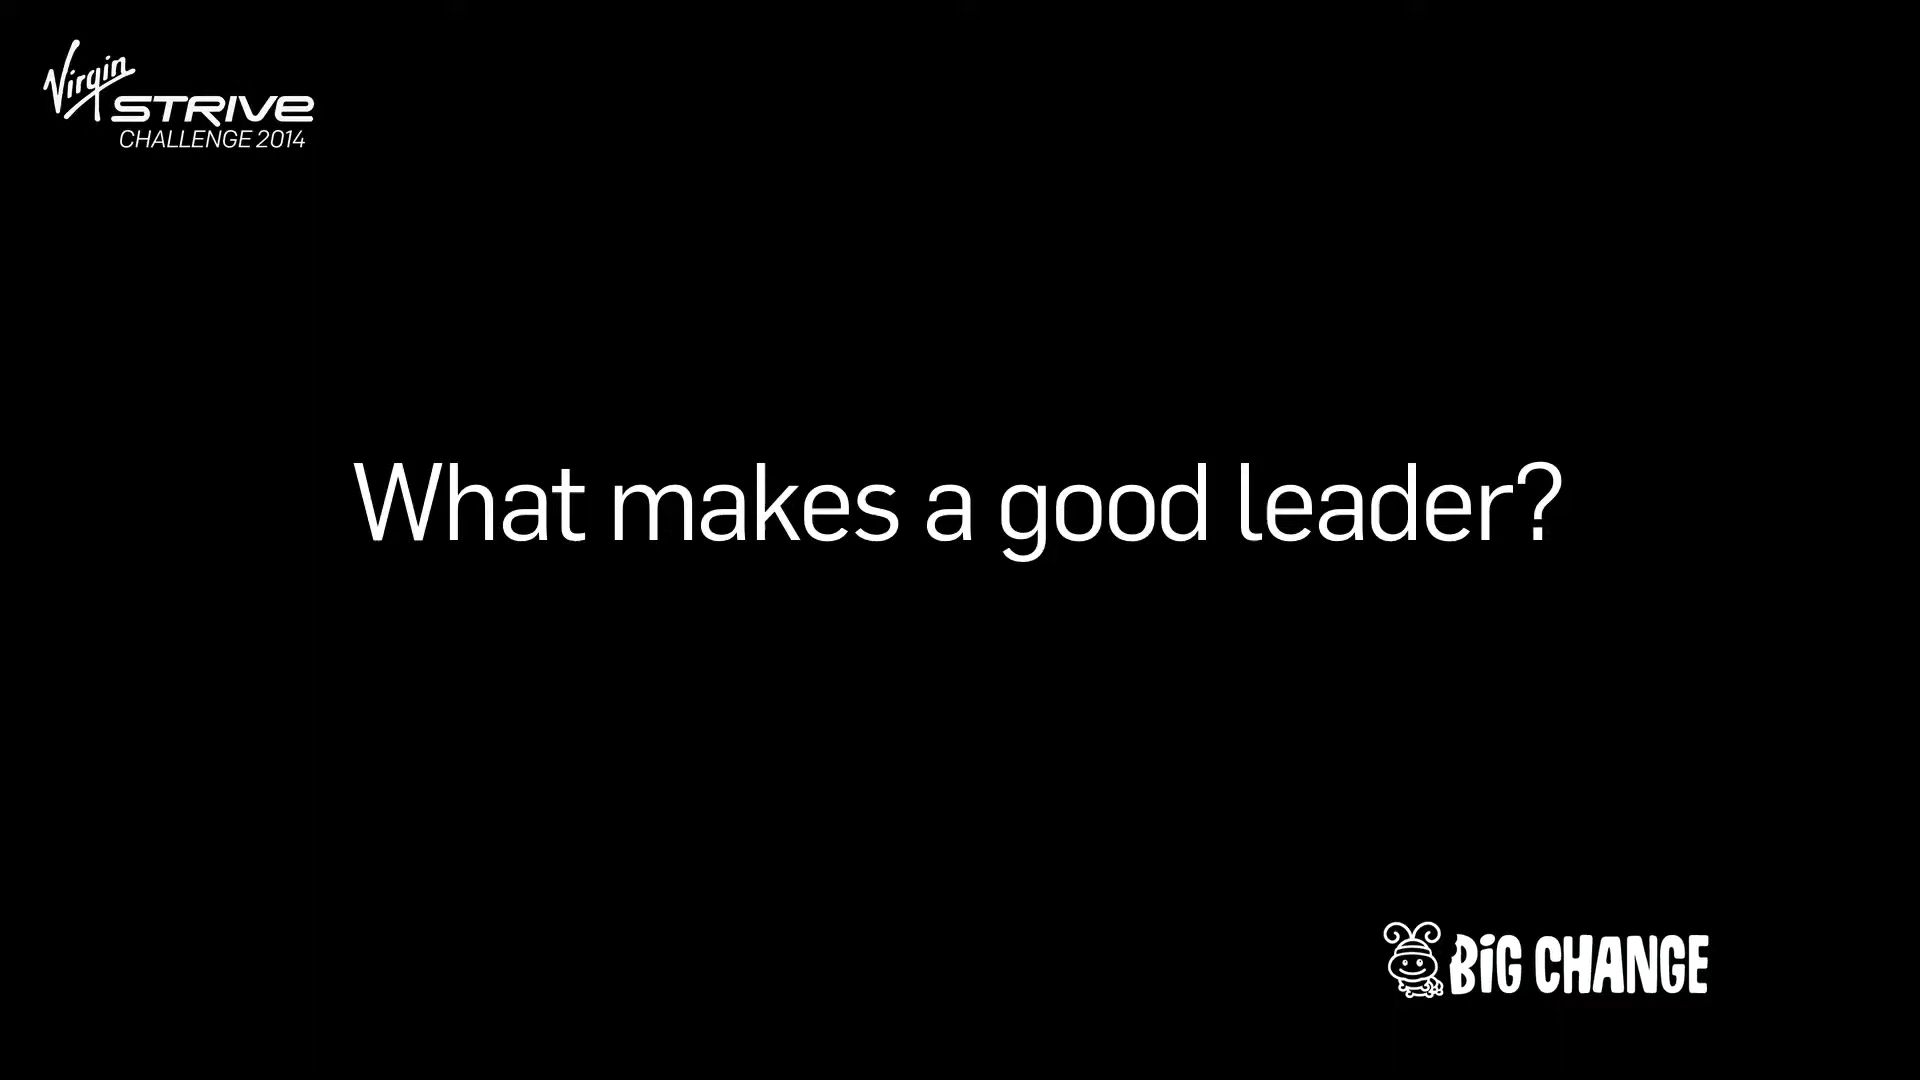 Virgin
STRIVE
CHALLENGE 2014
What makes a good leader?
BiG CHANGE